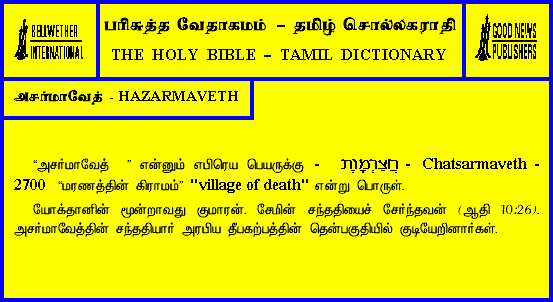 BELLWETHER
INTERNATIONAL
பரிசுத்த வேதாகமம் – தமிழ் சொல்லகராதி
THE HOLY BIBLE – TAMIL DICTIONARY
GOOD NEWS
PUBLISHERS
அசர்மாவேத் - HAZARMAVETH
“அசர்மாவேத் ” என்னும் எபிரெய பெயருக்கு - חֲצַרְמָוֶת - Chatsarmaveth -
2700 “மரணத்தின் கிராமம்” "village of death" என்று பொருள்.
யோக்தானின் மூன்றாவது குமாரன். சேமின் சந்ததியைச் சேர்ந்தவன் (ஆதி 10:26).
அசர்மாவேத்தின் சந்ததியார் அரபிய தீபகற்பத்தின் தென்பகுதியில் குடியேறினார்கள்.